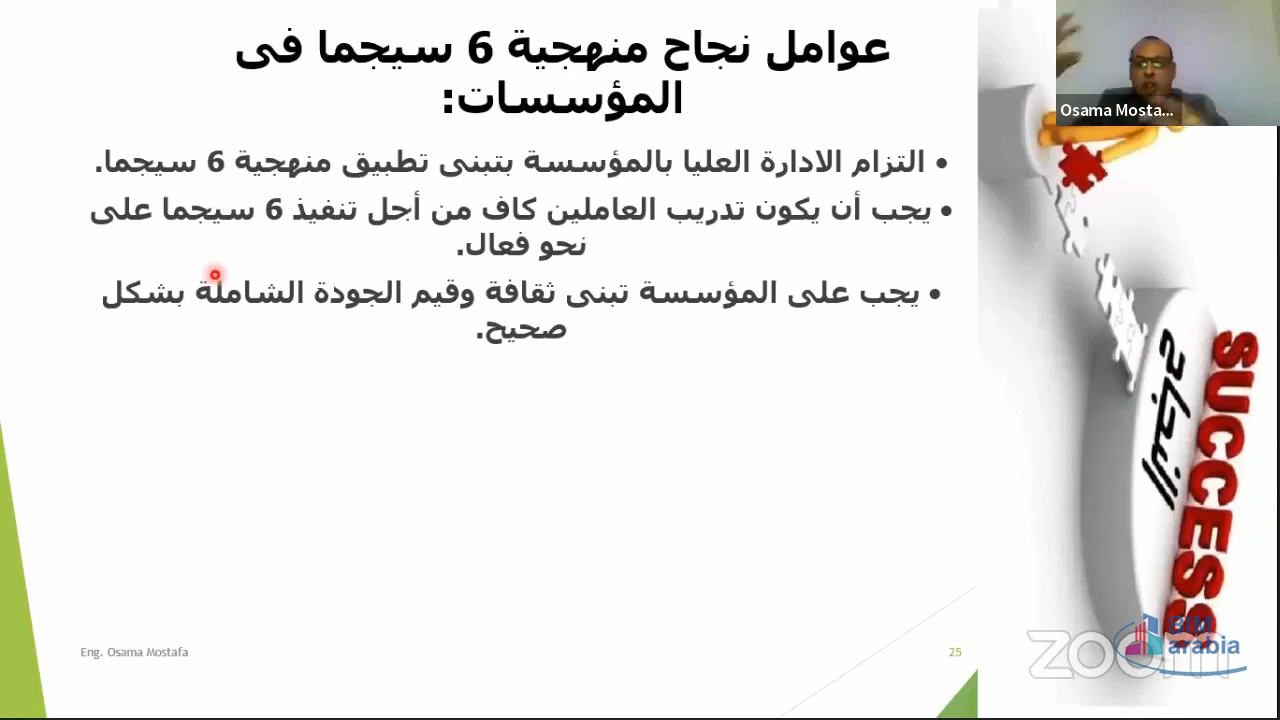 عوامل نجاح منهجية 6 سيجما فى
المؤسسات:
• التزام الادارة العليا بالمؤسسة بتبنى تطبيق منهجية 6 سيجما.
• يجب أن يكون تدريب العاملين كاف من أجل تنفيذ 6 سيجما على
نحو فعال.
• يجب على المؤسسة تبنى ثقافة وقيم الجودة الشاملة بشكل
صحيح.
Osama Mosta...
النجاح
SUCCESS
Eng. Osama Mostafa
25
zoom
BIM
arabia